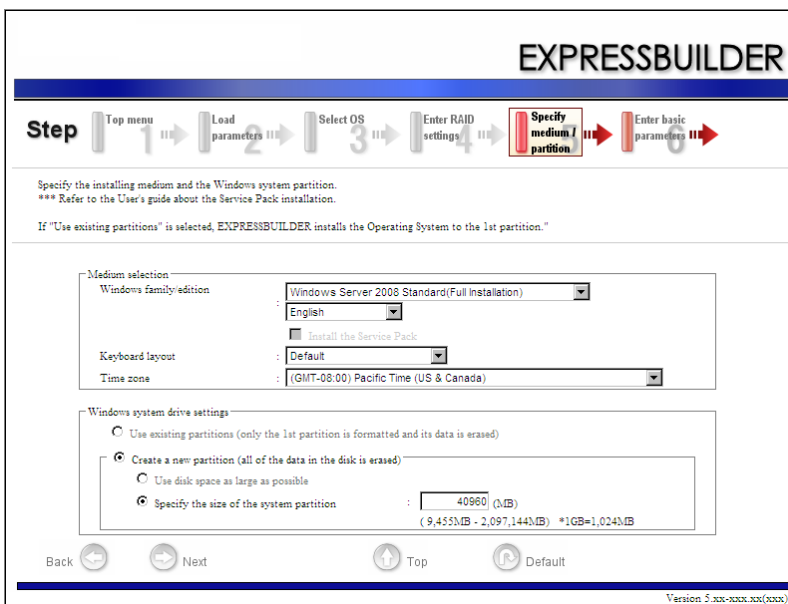 EXPRESSBUILDER
Step
Top menu 1
Load parameters 2
Select OS 3
Enter RAID settings 4
Specify medium / partition 5
Enter basic parameters 6
Specify the installing medium and the Windows system partition.
*** Refer to the User's guide about the Service Pack installation.
If "Use existing partitions" is selected, EXPRESSBUILDER installs the Operating System to the 1st partition."
Medium selection
Windows family/edition : Windows Server 2008 Standard(Full Installation)
English
Install the Service Pack
Keyboard layout : Default
Time zone : (GMT-08:00) Pacific Time (US & Canada)
Windows system drive settings
Use existing partitions (only the 1st partition is formatted and its data is erased)
Create a new partition (all of the data in the disk is erased)
Use disk space as large as possible
Specify the size of the system partition : 40960 (MB)
( 9,455MB - 2,097,144MB) *1GB=1,024MB
Back Next Top Default
Version 5.xx-xxx.xx(xxx)